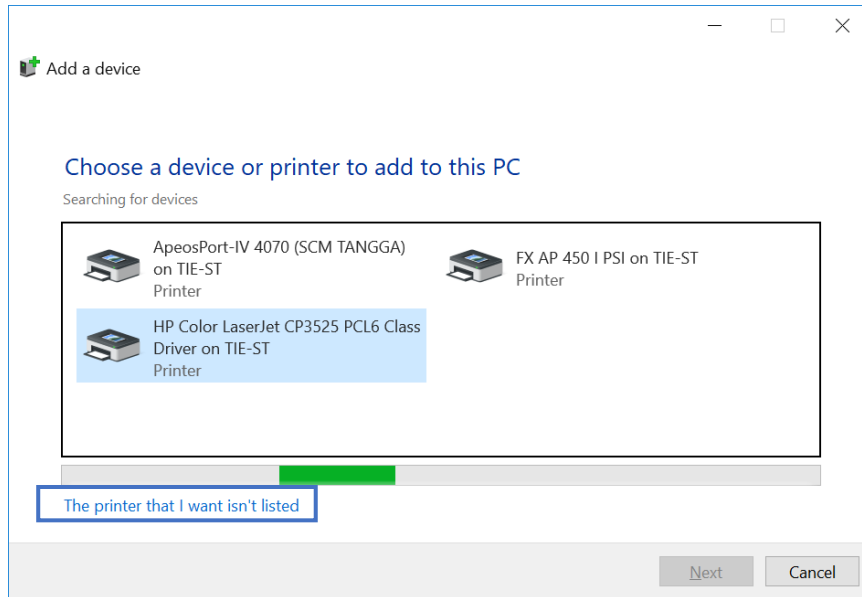 Add a device
Choose a device or printer to add to this PC
Searching for devices
ApeosPort-IV 4070 (SCM TANGGA)
on TIE-ST
Printer
FX AP 450 I PSI on TIE-ST
Printer
HP Color LaserJet CP3525 PCL6 Class
Driver on TIE-ST
Printer
The printer that I want isn't listed
Next
Cancel